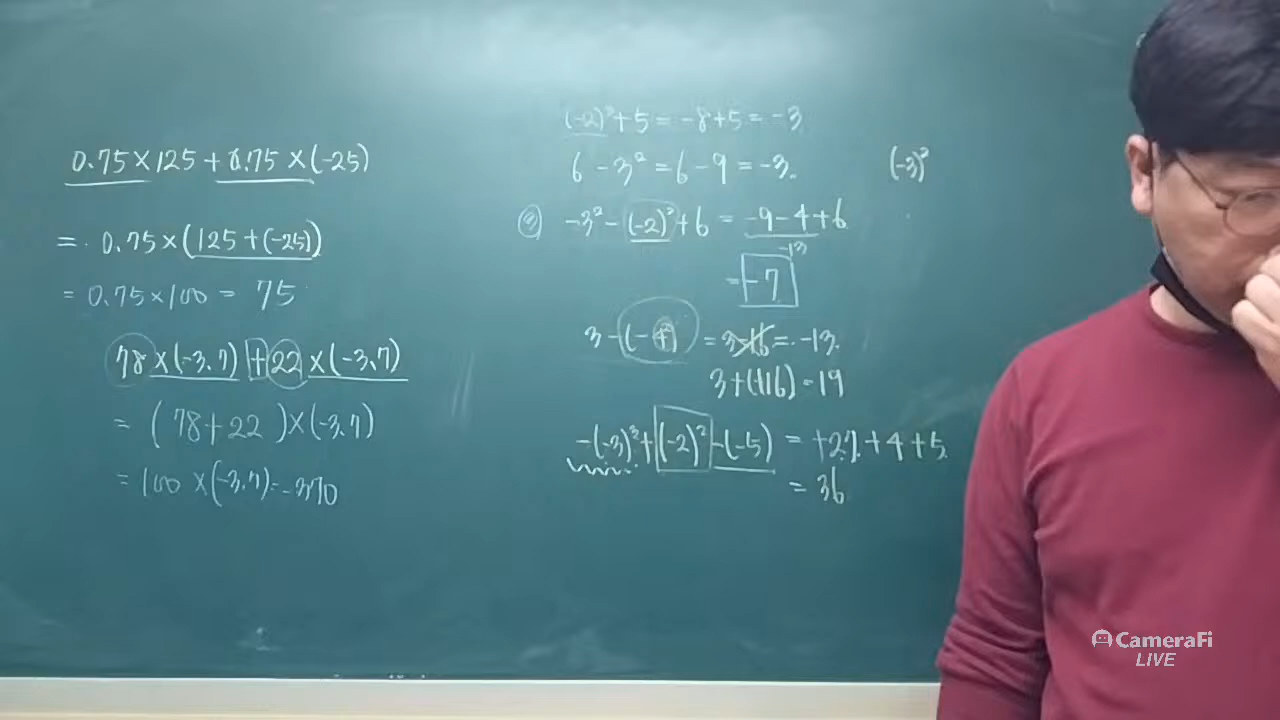 0.75×125+0.75×(-25)
= 0.75×(125+(-25))
= 0.75×100 = 75
78×(-3.7)+22×(-3.7)
= (78+22)×(-3.7)
= 100×(-3.7)=-370
(-2)³+5=-8+5=-3
6-3²=6-9=-3.
(-3)²
③ -3²-(-2)²+6 = -9-4+6
-13
= -7
3-(-4²) = 3-16=-13.
3+(+16)=19
-(-3)³+(-2)²-(-5) = +27+4+5
= 36
CameraFi
LIVE